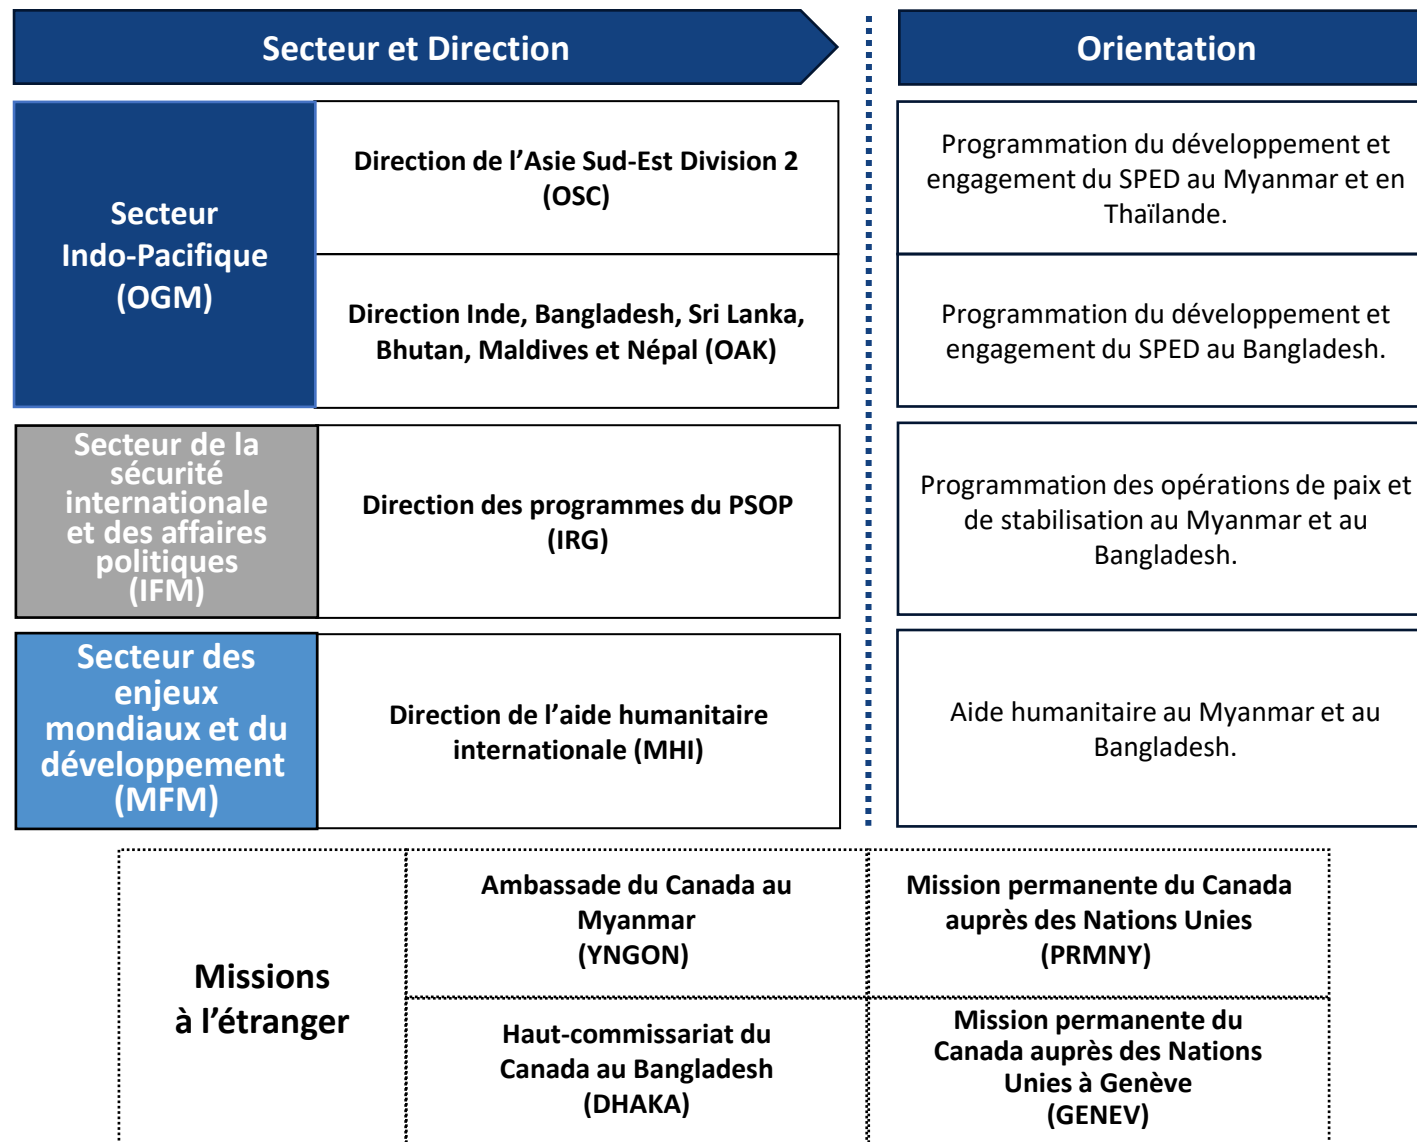 Secteur et Direction
Orientation
Secteur
Indo-Pacifique
(OGM)
Direction de l’Asie Sud-Est Division 2
(OSC)
Programmation du développement et
engagement du SPED au Myanmar et en
Thaïlande.
Direction Inde, Bangladesh, Sri Lanka,
Bhutan, Maldives et Népal (OAK)
Programmation du développement et
engagement du SPED au Bangladesh.
Secteur de la
sécurité
internationale
et des affaires
politiques
(IFM)
Direction des programmes du PSOP
(IRG)
Programmation des opérations de paix et
de stabilisation au Myanmar et au
Bangladesh.
Secteur des
enjeux
mondiaux et du
développement
(MFM)
Direction de l’aide humanitaire
internationale (MHI)
Aide humanitaire au Myanmar et au
Bangladesh.
Missions
à l’étranger
Ambassade du Canada au
Myanmar
(YNGON)
Mission permanente du Canada
auprès des Nations Unies
(PRMNY)
Haut-commissariat du
Canada au Bangladesh
(DHAKA)
Mission permanente du
Canada auprès des Nations
Unies à Genève
(GENEV)